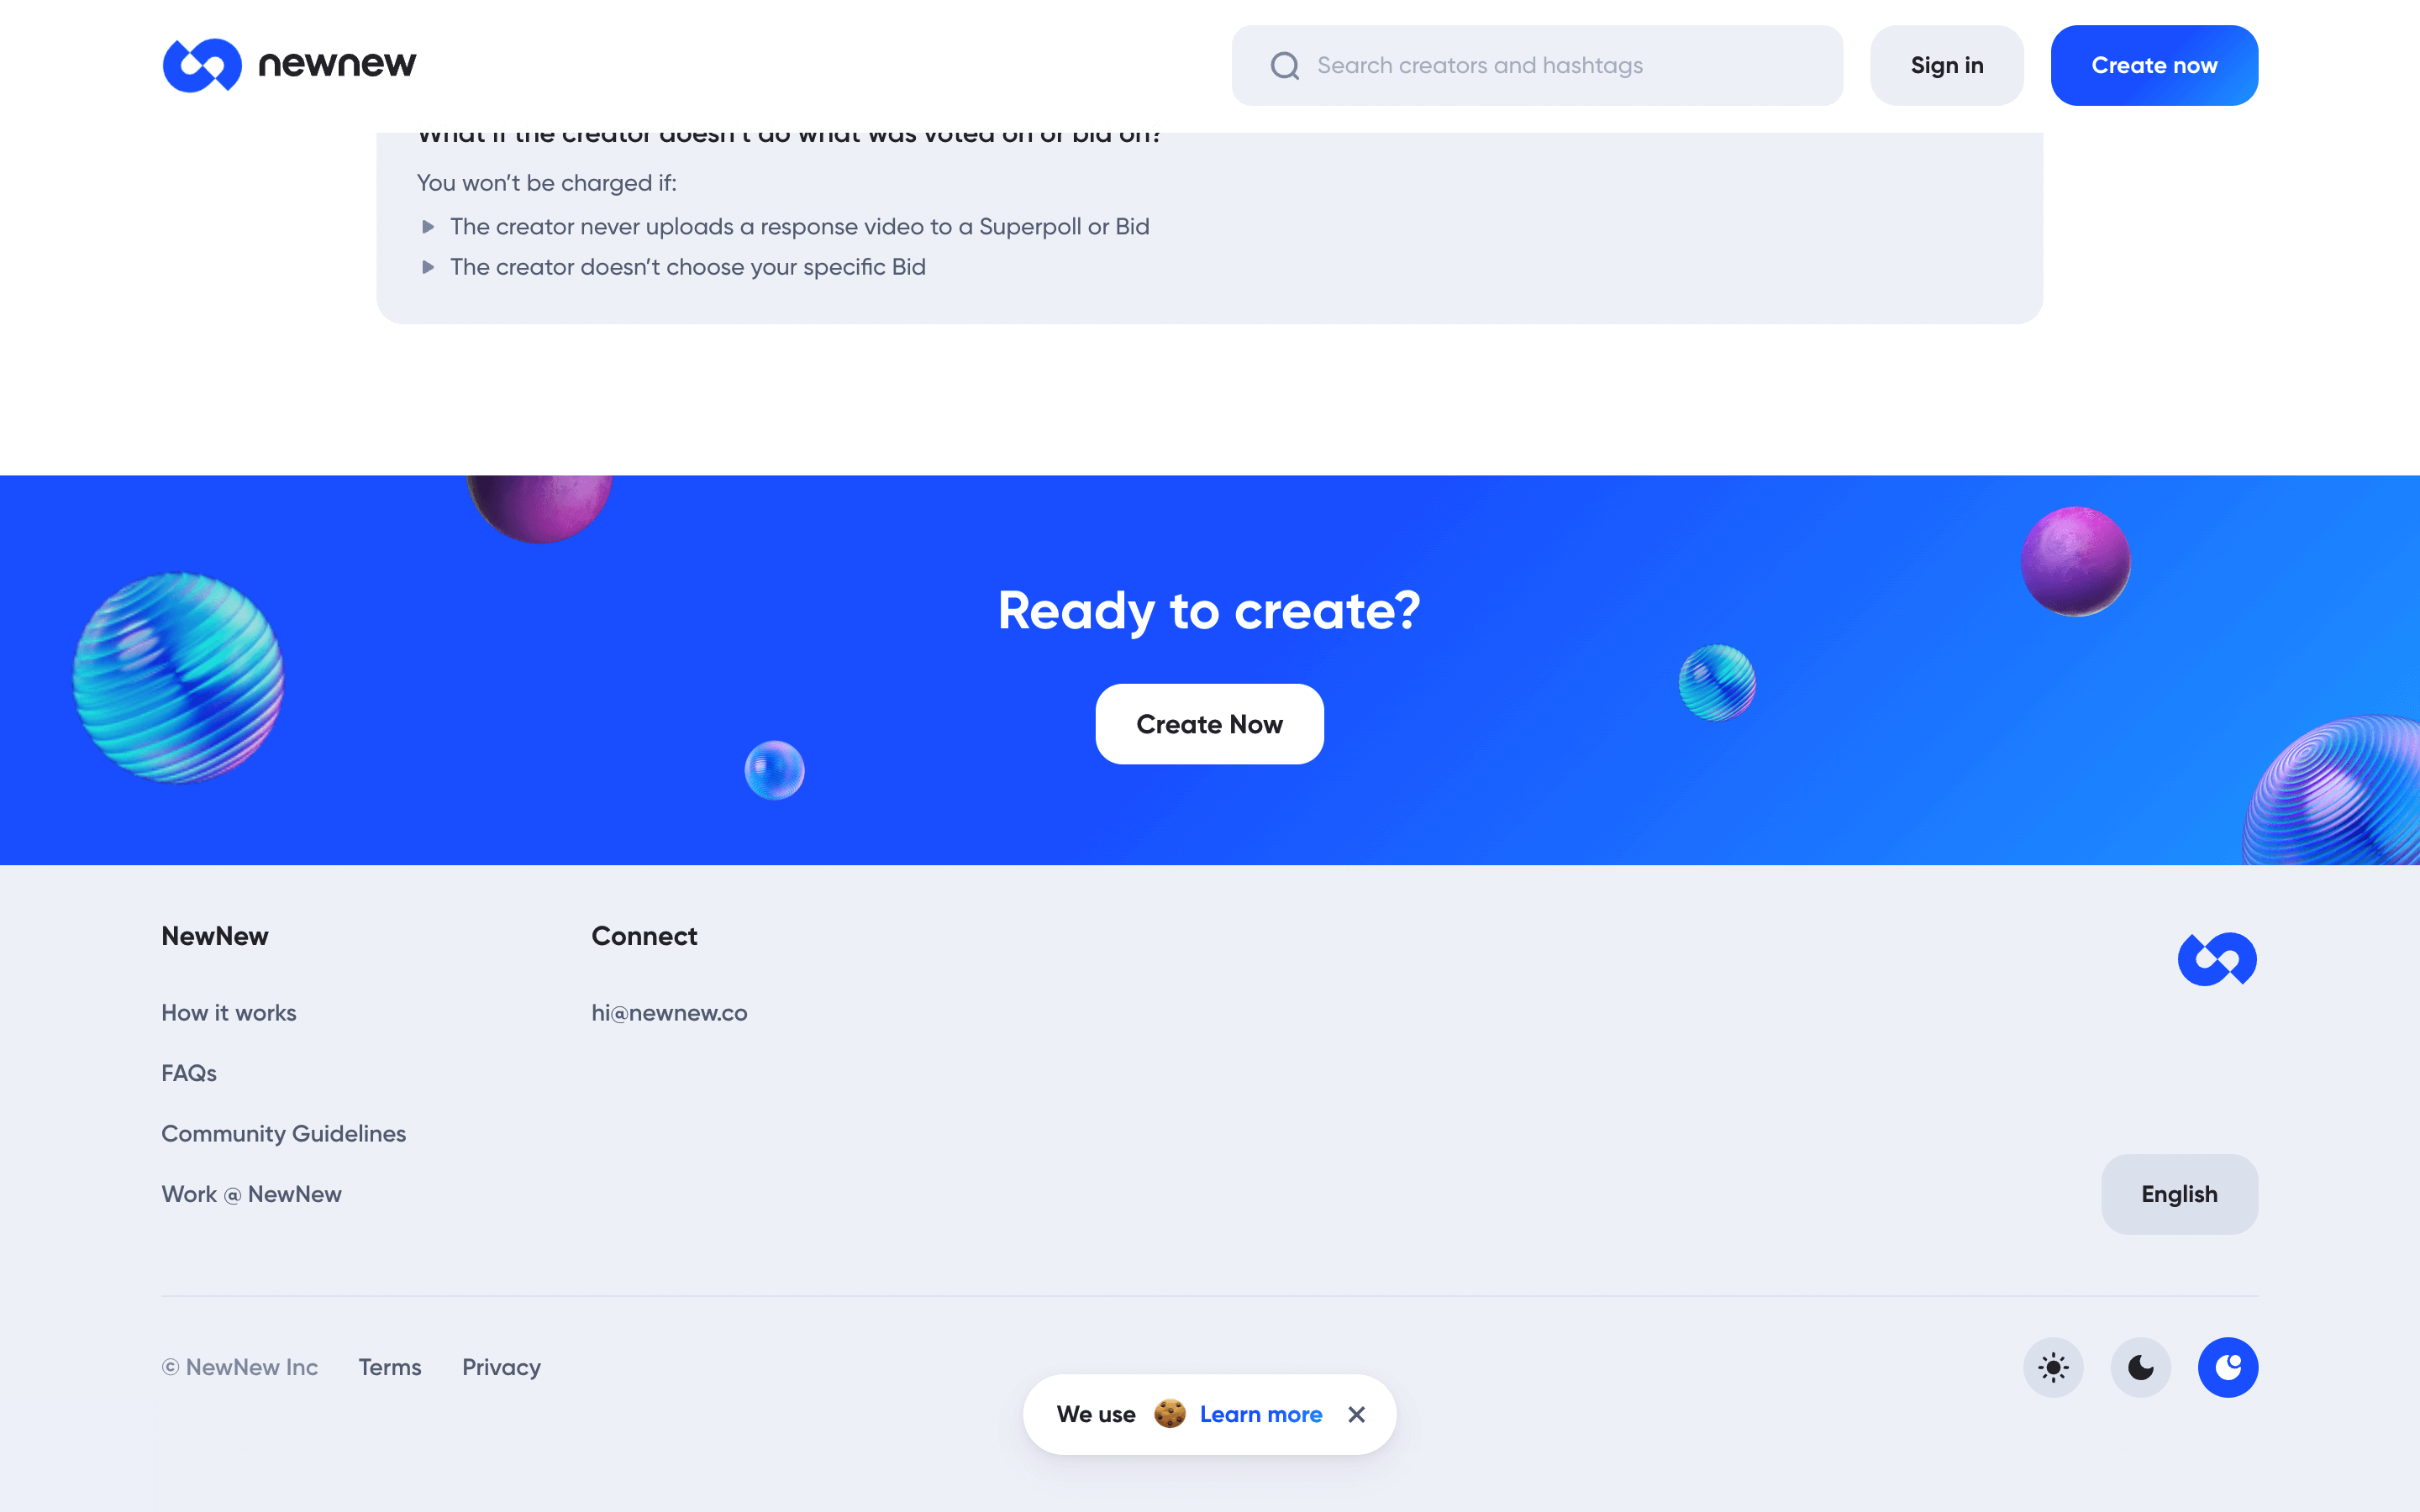 newnew
Search creators and hashtags
Sign in
Create now
What if the creator doesn't do what was voted on or bid on?
You won’t be charged if:
The creator never uploads a response video to a Superpoll or Bid
The creator doesn’t choose your specific Bid
Ready to create?
Create Now
NewNew
Connect
How it works
hi@newnew.co
FAQs
Community Guidelines
Work @ NewNew
English
© NewNew Inc
Terms
Privacy
We use
Learn more